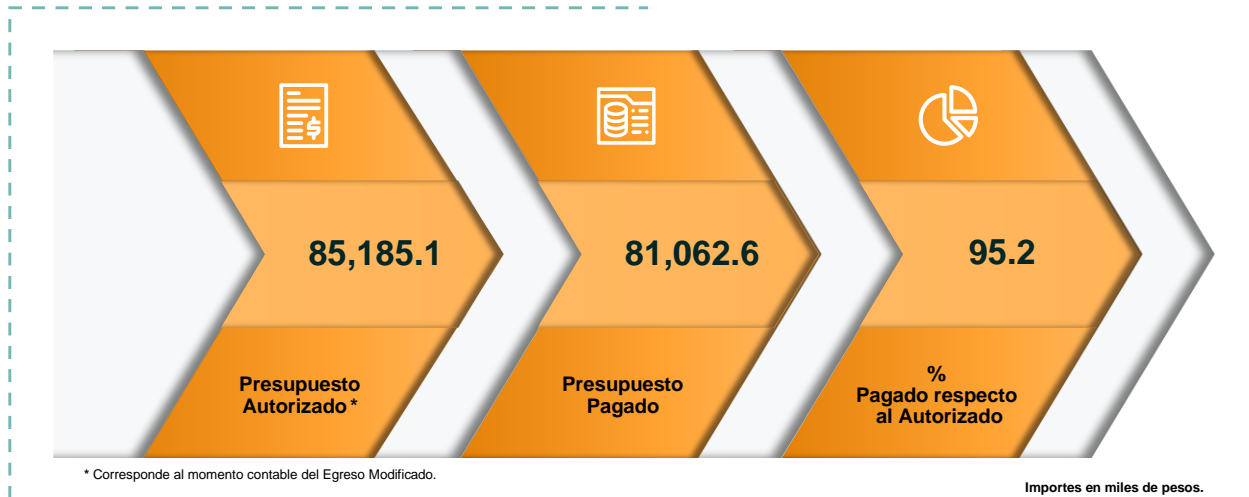 85,185.1
81,062.6
95.2
Presupuesto
Autorizado *
Presupuesto
Pagado
%
Pagado respecto
al Autorizado
* Corresponde al momento contable del Egreso Modificado.
Importes en miles de pesos.